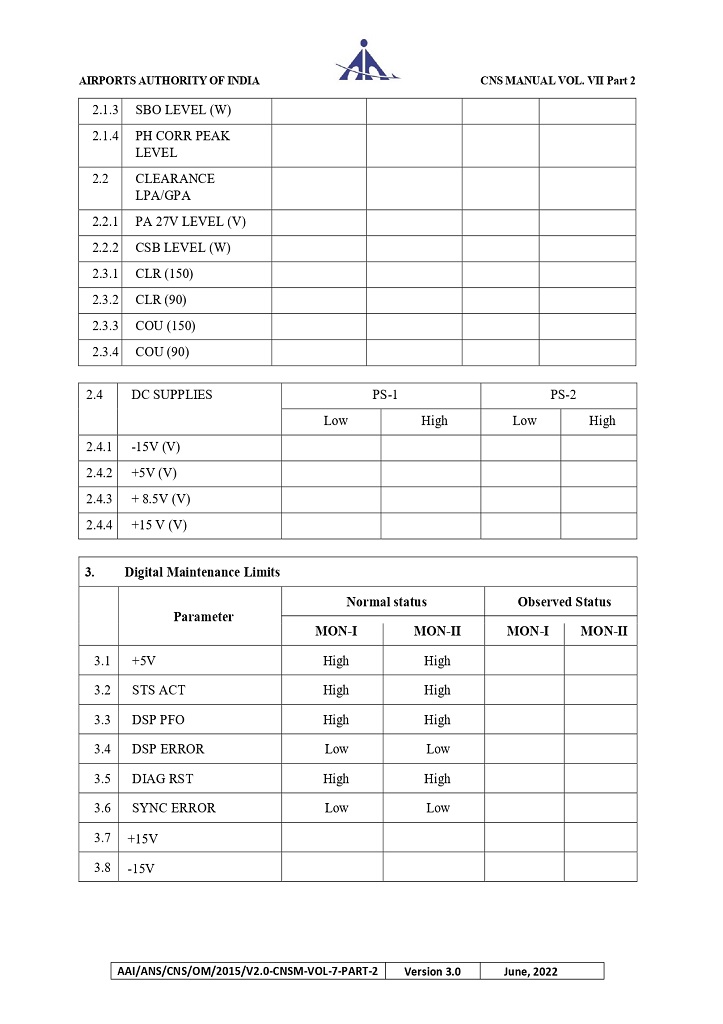 AIRPORTS AUTHORITY OF INDIA CNS MANUAL VOL. VII Part 2
2.1.3 SBO LEVEL (W)
2.1.4 PH CORR PEAK
LEVEL
2.2 CLEARANCE
LPA/GPA
2.2.1 PA 27V LEVEL (V)
2.2.2 CSB LEVEL (W)
2.3.1 CLR (150)
2.3.2 CLR (90)
2.3.3 COU (150)
2.3.4 COU (90)
2.4 DC SUPPLIES PS-1 PS-2
Low High Low High
2.4.1 -15V (V)
2.4.2 +5V (V)
2.4.3 + 8.5V (V)
2.4.4 +15 V (V)
3. Digital Maintenance Limits
Parameter Normal status Observed Status
MON-I MON-II MON-I MON-II
3.1 +5V High High
3.2 STS ACT High High
3.3 DSP PFO High High
3.4 DSP ERROR Low Low
3.5 DIAG RST High High
3.6 SYNC ERROR Low Low
3.7 +15V
3.8 -15V
AAI/ANS/CNS/OM/2015/V2.0-CNSM-VOL-7-PART-2 Version 3.0 June, 2022